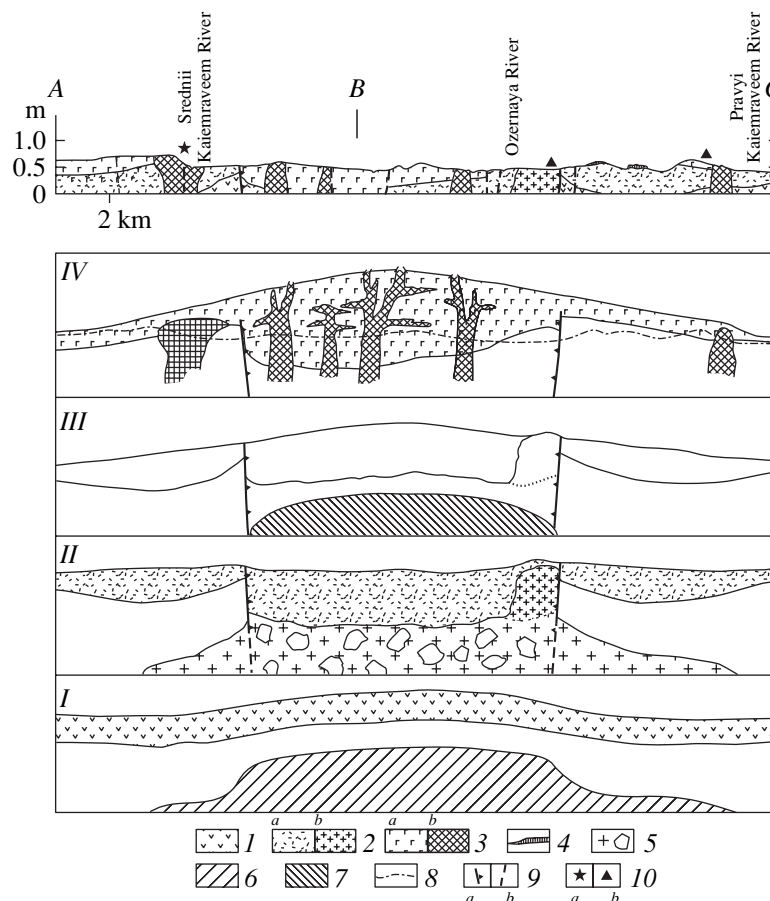 A
Srednii
Kaiemraveem River
B
Ozernaya River
Pravyi
Kaiemraveem River
m
1.0
0.5
0
2 km
IV
III
II
I
a b a b
1 2 3 4 5
6 7 8 9 10
a b a b